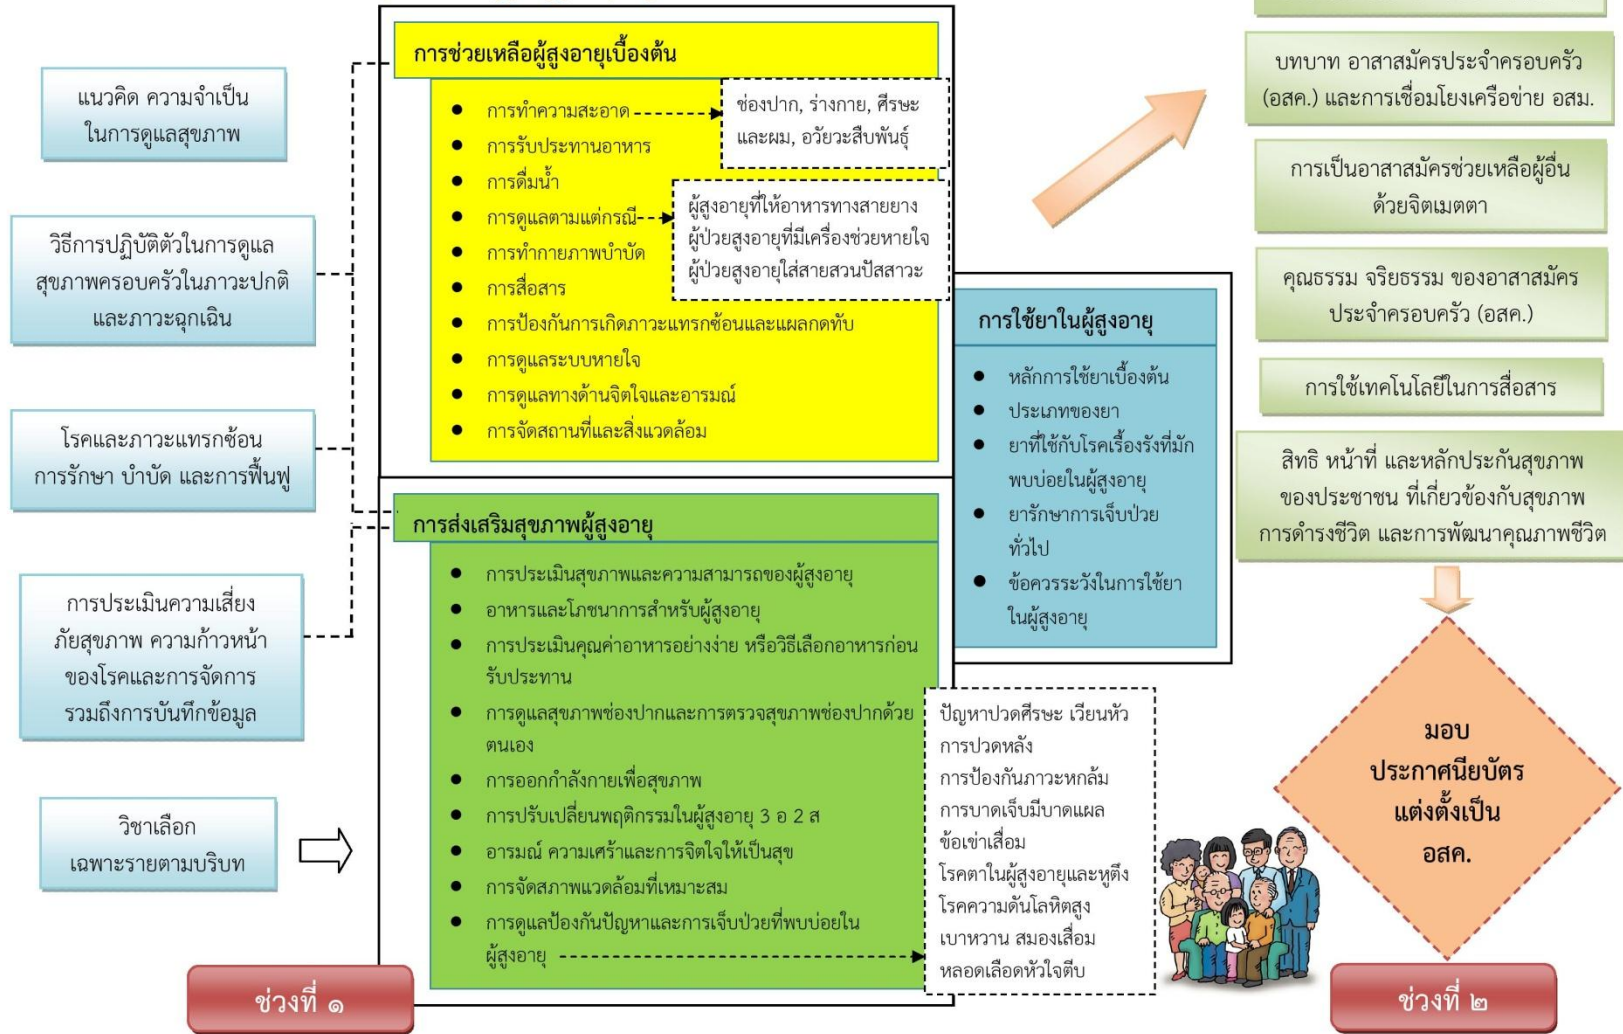 แนวคิด ความจำเป็น
ในการดูแลสุขภาพ
วิธีการปฏิบัติตัวในการดูแล
สุขภาพครอบครัวในภาวะปกติ
และภาวะฉุกเฉิน
โรคและภาวะแทรกซ้อน
การรักษา บำบัด และการฟื้นฟู
การประเมินความเสี่ยง
ภัยสุขภาพ ความก้าวหน้า
ของโรคและการจัดการ
รวมถึงการบันทึกข้อมูล
วิชาเลือก
เฉพาะรายตามบริบท
ช่วงที่ ๑
การช่วยเหลือผู้สูงอายุเบื้องต้น
● การทำความสะอาด
● การรับประทานอาหาร
● การดื่มน้ำ
● การดูแลตามแต่กรณี
● การทำกายภาพบำบัด
● การสื่อสาร
● การป้องกันการเกิดภาวะแทรกซ้อนและแผลกดทับ
● การดูแลระบบหายใจ
● การดูแลทางด้านจิตใจและอารมณ์
● การจัดสถานที่และสิ่งแวดล้อม
ช่องปาก, ร่างกาย, ศีรษะ
และผม, อวัยวะสืบพันธุ์
ผู้สูงอายุที่ให้อาหารทางสายยาง
ผู้ป่วยสูงอายุที่มีเครื่องช่วยหายใจ
ผู้ป่วยสูงอายุใส่สายสวนปัสสาวะ
การส่งเสริมสุขภาพผู้สูงอายุ
● การประเมินสุขภาพและความสามารถของผู้สูงอายุ
● อาหารและโภชนาการสำหรับผู้สูงอายุ
● การประเมินคุณค่าอาหารอย่างง่าย หรือวิธีเลือกอาหารก่อน
รับประทาน
● การดูแลสุขภาพช่องปากและการตรวจสุขภาพช่องปากด้วย
ตนเอง
● การออกกำลังกายเพื่อสุขภาพ
● การปรับเปลี่ยนพฤติกรรมในผู้สูงอายุ 3 อ 2 ส
● อารมณ์ ความเศร้าและการจิตใจให้เป็นสุข
● การจัดสภาพแวดล้อมที่เหมาะสม
● การดูแลป้องกันปัญหาและการเจ็บป่วยที่พบบ่อยใน
ผู้สูงอายุ
ปัญหาปวดศีรษะ เวียนหัว
การปวดหลัง
การป้องกันภาวะหกล้ม
การบาดเจ็บมีบาดแผล
ข้อเข่าเสื่อม
โรคตาในผู้สูงอายุและหูตึง
โรคความดันโลหิตสูง
เบาหวาน สมองเสื่อม
หลอดเลือดหัวใจตีบ
การใช้ยาในผู้สูงอายุ
● หลักการใช้ยาเบื้องต้น
● ประเภทของยา
● ยาที่ใช้กับโรคเรื้องรังที่มัก
พบบ่อยในผู้สูงอายุ
● ยารักษาการเจ็บป่วย
ทั่วไป
● ข้อควรระวังในการใช้ยา
ในผู้สูงอายุ
บทบาท อาสาสมัครประจำครอบครัว
(อสค.) และการเชื่อมโยงเครือข่าย อสม.
การเป็นอาสาสมัครช่วยเหลือผู้อื่น
ด้วยจิตเมตตา
คุณธรรม จริยธรรม ของอาสาสมัคร
ประจำครอบครัว (อสค.)
การใช้เทคโนโลยีในการสื่อสาร
สิทธิ หน้าที่ และหลักประกันสุขภาพ
ของประชาชน ที่เกี่ยวข้องกับสุขภาพ
การดำรงชีวิต และการพัฒนาคุณภาพชีวิต
มอบ
ประกาศนียบัตร
แต่งตั้งเป็น
อสค.
ช่วงที่ ๒